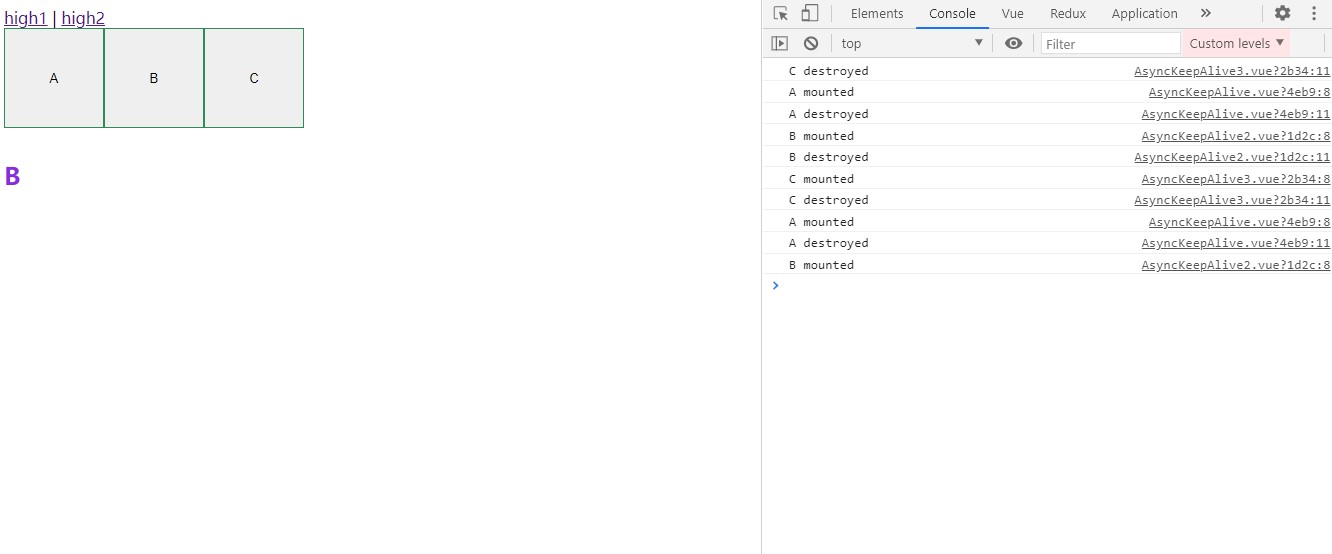 high1 | high2
A B C
B
Elements Console Vue Redux Application »
top Filter Custom levels
C destroyed AsyncKeepAlive3.vue?2b34:11
A mounted AsyncKeepAlive.vue?4eb9:8
A destroyed AsyncKeepAlive.vue?4eb9:11
B mounted AsyncKeepAlive2.vue?1d2c:8
B destroyed AsyncKeepAlive2.vue?1d2c:11
C mounted AsyncKeepAlive3.vue?2b34:8
C destroyed AsyncKeepAlive3.vue?2b34:11
A mounted AsyncKeepAlive.vue?4eb9:8
A destroyed AsyncKeepAlive.vue?4eb9:11
B mounted AsyncKeepAlive2.vue?1d2c:8